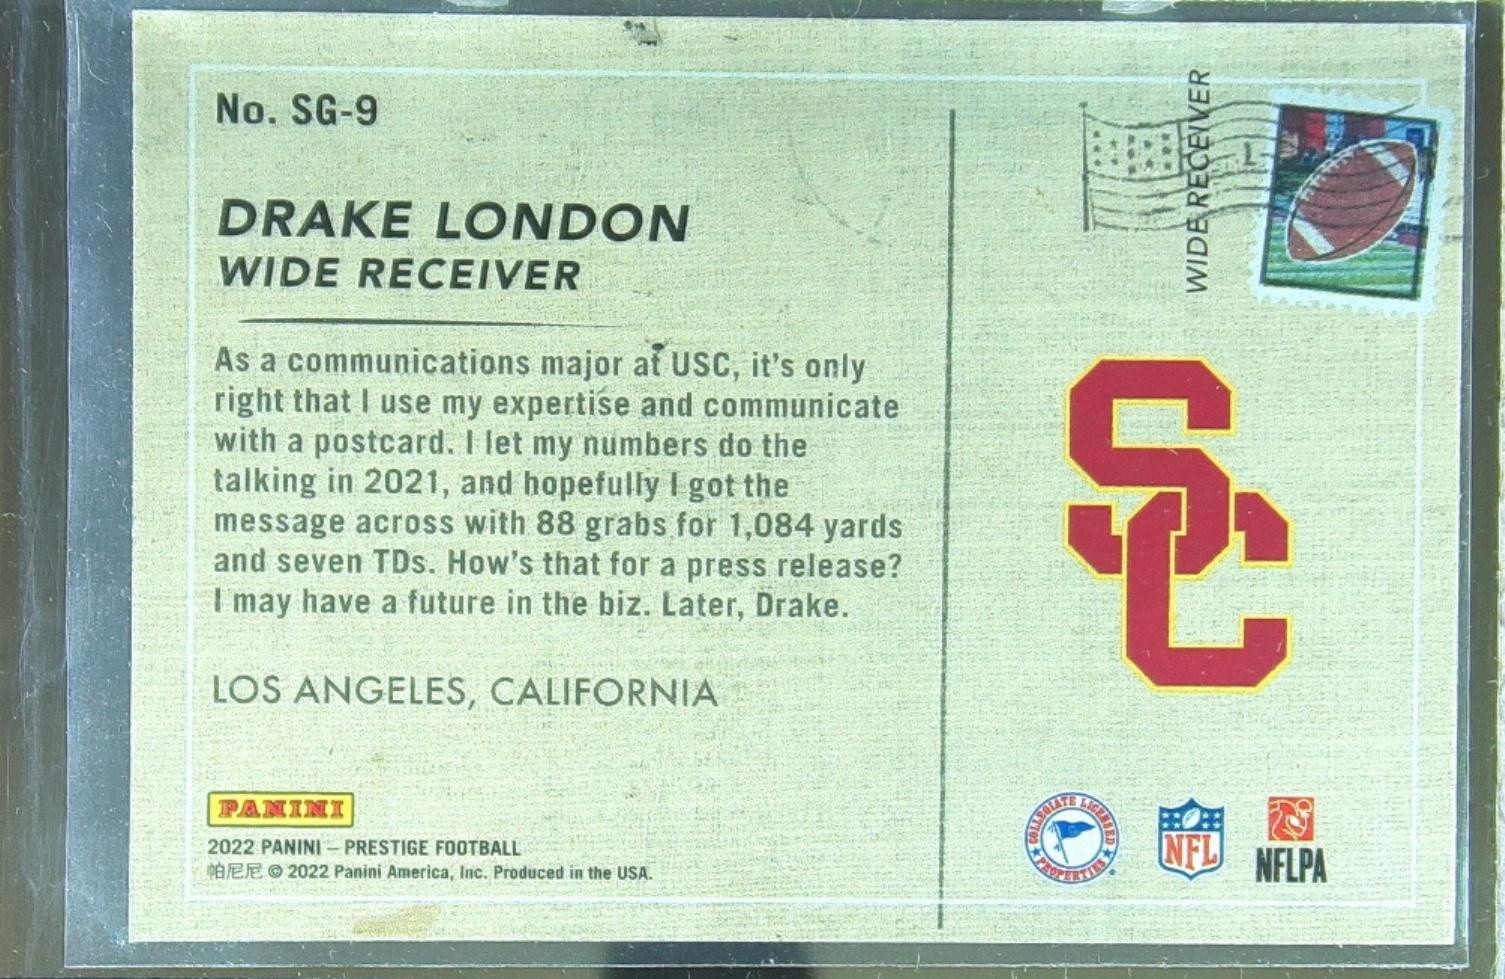 No. SG-9
DRAKE LONDON
WIDE RECEIVER
As a communications major at USC, it's only
right that I use my expertise and communicate
with a postcard. I let my numbers do the
talking in 2021, and hopefully I got the
message across with 88 grabs for 1,084 yards
and seven TDs. How's that for a press release?
I may have a future in the biz. Later, Drake.
LOS ANGELES, CALIFORNIA
PANINI
2022 PANINI – PRESTIGE FOOTBALL
帕尼尼 © 2022 Panini America, Inc. Produced in the USA.
WIDE RECEIVER
1
SC
COLLEGIATE LICENSED
PROPERTIES
NFL
NFLPA